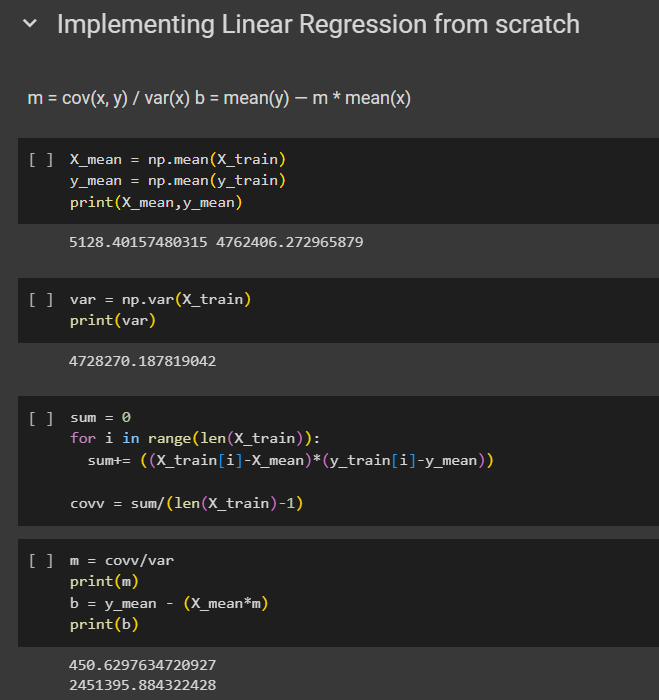 Implementing Linear Regression from scratch
m = cov(x, y) / var(x) b = mean(y) — m * mean(x)
[ ] X_mean = np.mean(X_train)
y_mean = np.mean(y_train)
print(X_mean,y_mean)
5128.40157480315 4762406.272965879
[ ] var = np.var(X_train)
print(var)
4728270.187819042
[ ] sum = 0
for i in range(len(X_train)):
  sum+= ((X_train[i]-X_mean)*(y_train[i]-y_mean))
covv = sum/(len(X_train)-1)
[ ] m = covv/var
print(m)
b = y_mean - (X_mean*m)
print(b)
450.6297634720927
2451395.884322428